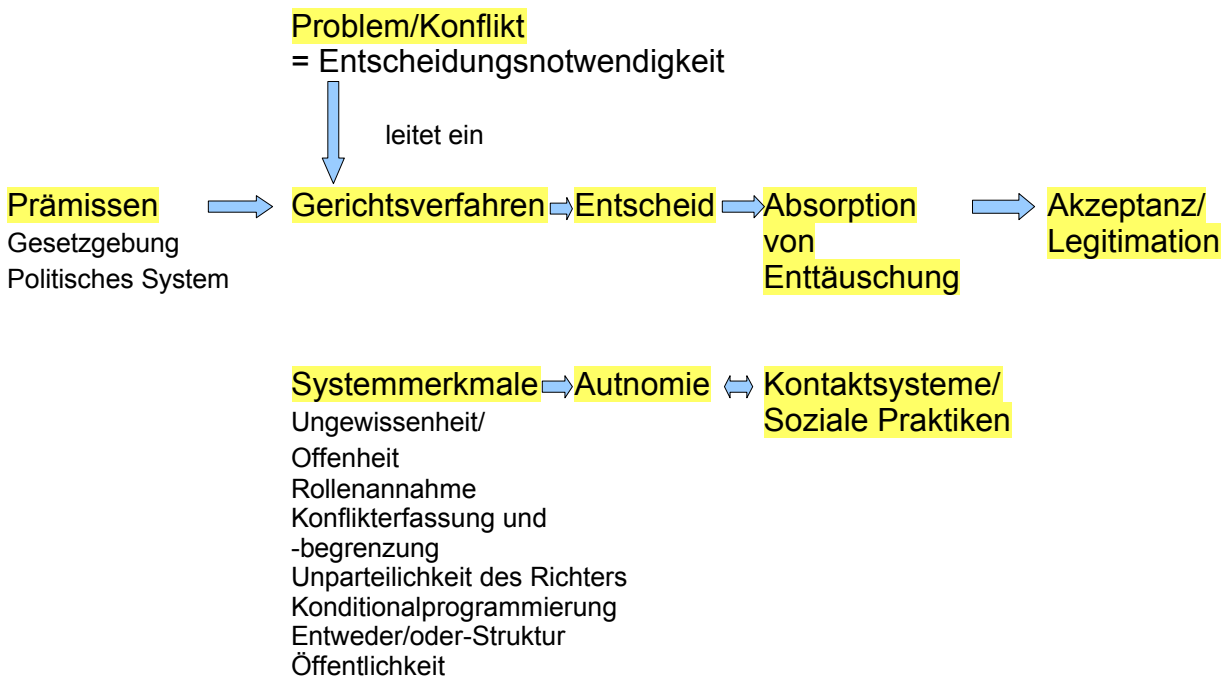 Problem/Konflikt
= Entscheidungsnotwendigkeit
leitet ein
Prämissen
Gesetzgebung
Politisches System
Gerichtsverfahren
Entscheid
Absorption
von
Enttäuschung
Akzeptanz/
Legitimation
Systemmerkmale
Ungewissenheit/
Offenheit
Rollenannahme
Konflikterfassung und
-begrenzung
Unparteilichkeit des Richters
Konditionalprogrammierung
Entweder/oder-Struktur
Öffentlichkeit
Autnomie
Kontaktsysteme/
Soziale Praktiken